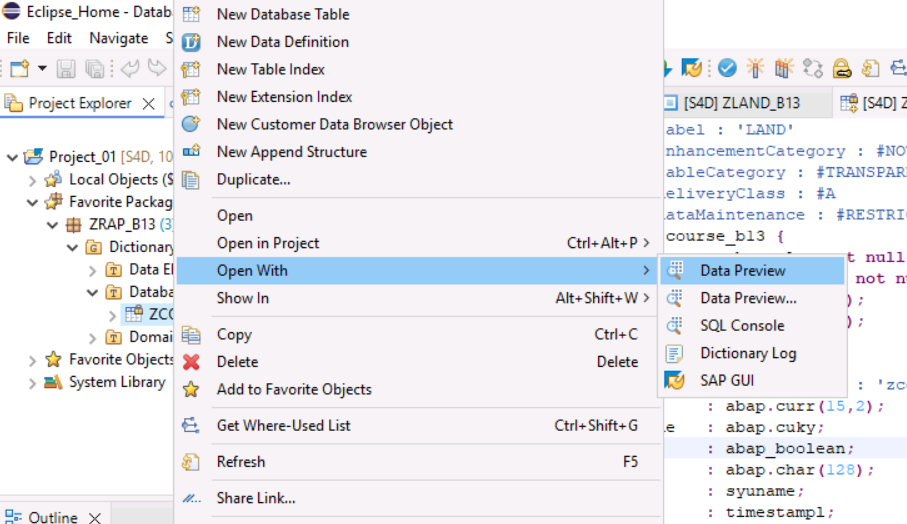 Eclipse_Home - Datab
File Edit Navigate S
Project Explorer
Project_01 [S4D, 10
Local Objects ($
Favorite Packag
ZRAP_B13 (3)
Dictionary
Data El
Databa
ZCO
Domai
Favorite Objects
System Library
Outline
New Database Table
New Data Definition
New Table Index
New Extension Index
New Customer Data Browser Object
New Append Structure
Duplicate...
Open
Open in Project Ctrl+Alt+P >
Open With >
Show In Alt+Shift+W >
Copy Ctrl+C
Delete Delete
Add to Favorite Objects
Get Where-Used List Ctrl+Shift+G
Refresh F5
Share Link...
Data Preview
Data Preview...
SQL Console
Dictionary Log
SAP GUI
[S4D] ZLAND_B13 [S4D] Z
abel : 'LAND'
nhancementCategory : #NO
ableCategory : #TRANSPAR
eliveryClass : #A
ataMaintenance : #RESTRI
course_b13 {
t null
not nu
);
);
: 'zc
: abap.curr(15,2);
: abap.cuky;
: abap_boolean;
: abap.char(128);
: syuname;
: timestampl;